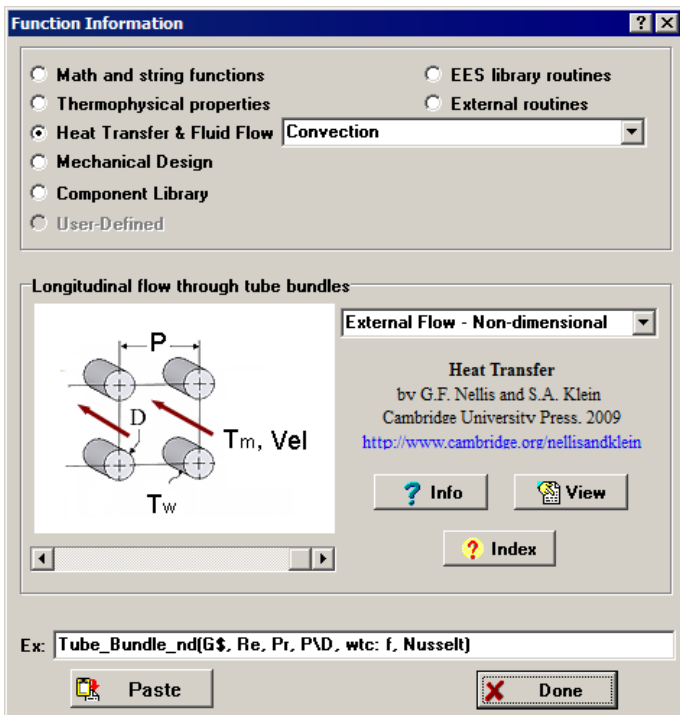 Function Information
Math and string functions
EES library routines
Thermophysical properties
External routines
Heat Transfer & Fluid Flow
Convection
Mechanical Design
Component Library
User-Defined
Longitudinal flow through tube bundles
External Flow - Non-dimensional
P
D
Tm, Vel
Tw
Heat Transfer
by G.F. Nellis and S.A. Klein
Cambridge University Press, 2009
http://www.cambridge.org/nellisandklein
? Info
View
? Index
Ex: Tube_Bundle_nd(G$, Re, Pr, P\D, wtc: f, Nusselt)
Paste
Done